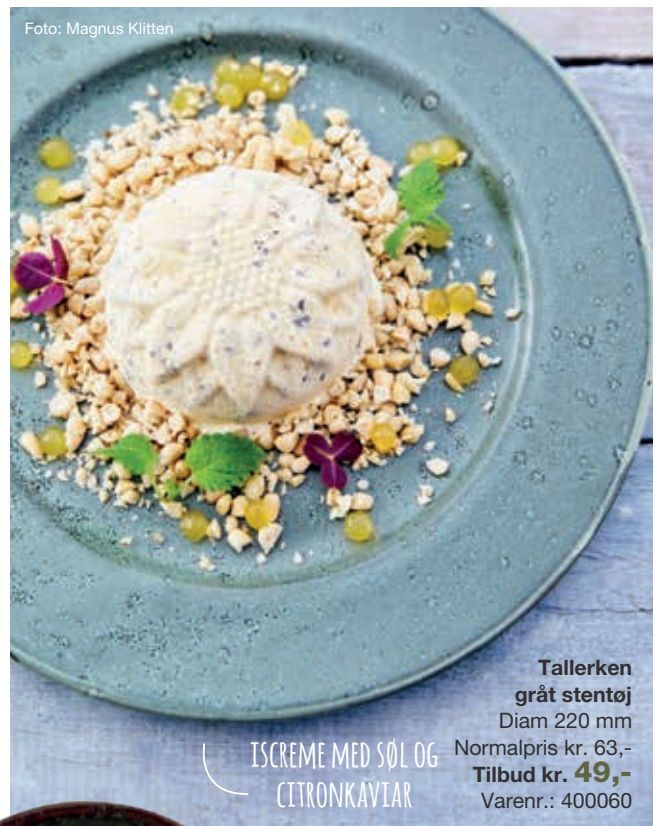 Foto: Magnus Klitten
Tallerken
gråt stentøj
Diam 220 mm
Normalpris kr. 63,-
Tilbud kr. 49,-
Varenr.: 400060
ISCREME MED SØL OG
CITRONKAVIAR